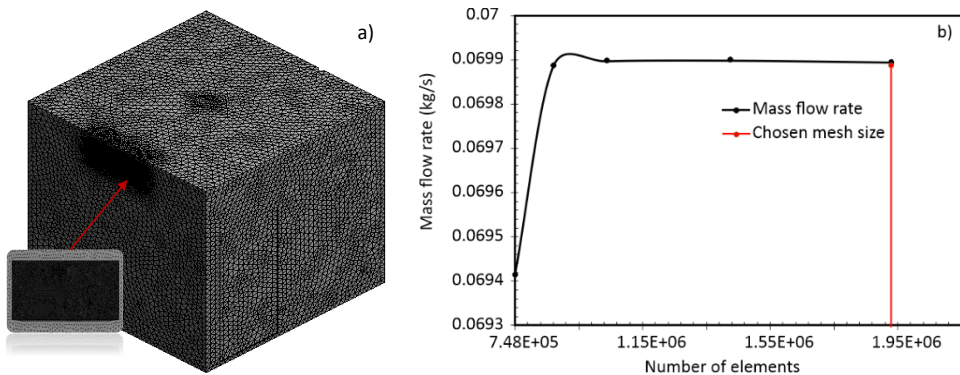 a)
b)
0.07
0.0699
0.0698
0.0697
0.0696
0.0695
0.0694
0.0693
Mass flow rate (kg/s)
Mass flow rate
Chosen mesh size
7.48E+05
1.15E+06
1.55E+06
1.95E+06
Number of elements